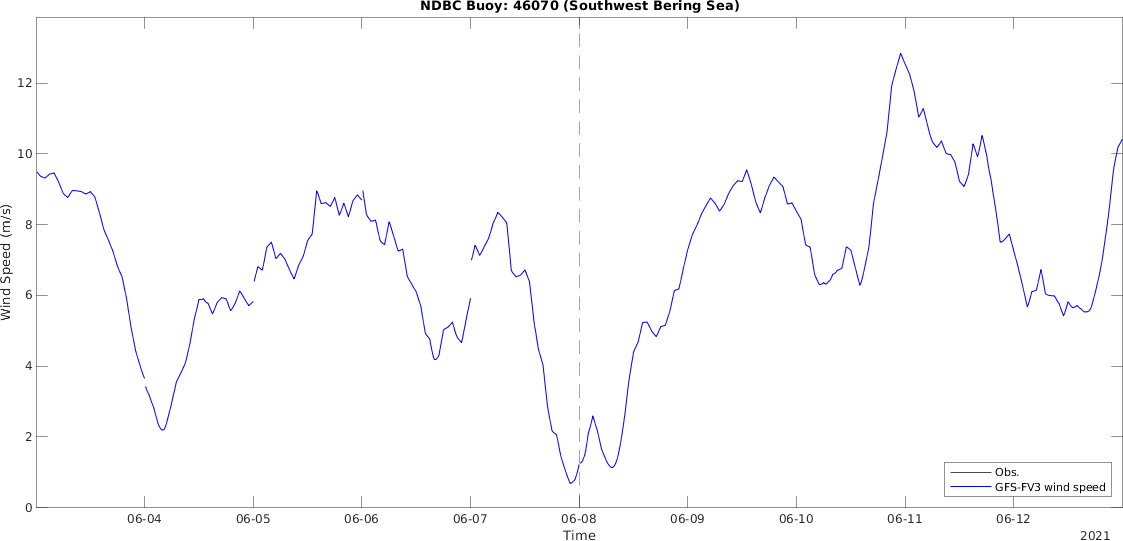 NDBC Buoy: 46070 (Southwest Bering Sea)
Wind Speed (m/s)
12
10
8
6
4
2
0
06-04 06-05 06-06 06-07 06-08 06-09 06-10 06-11 06-12
Time
2021
Obs.
GFS-FV3 wind speed